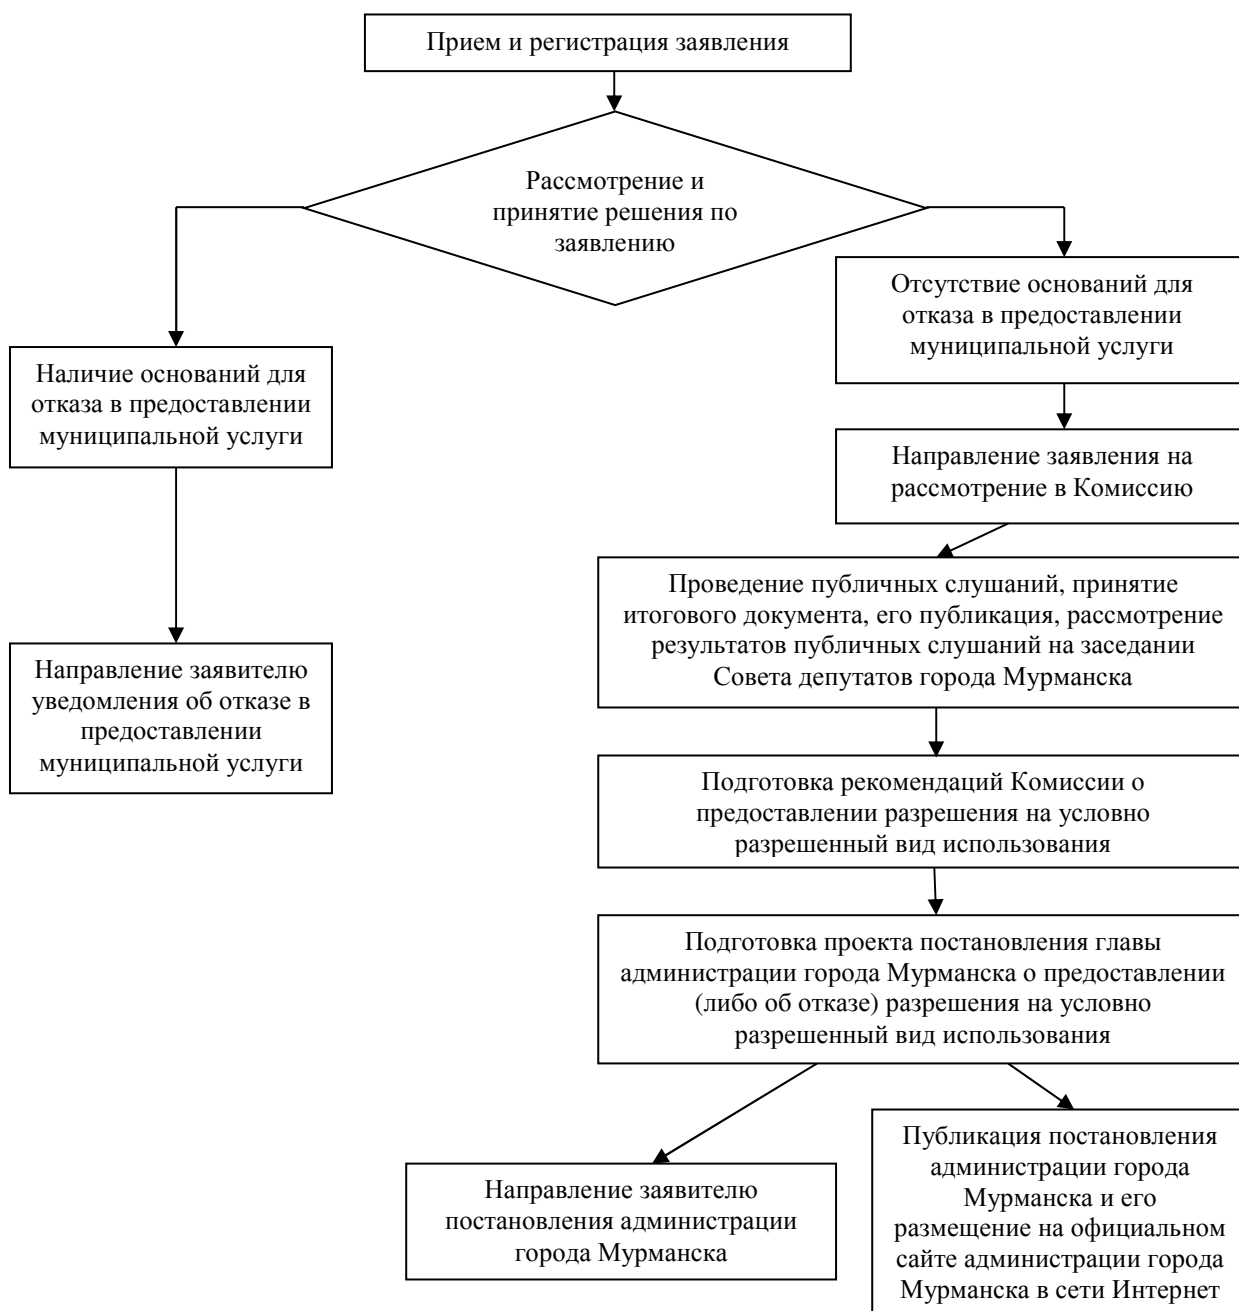 Прием и регистрация заявления
Рассмотрение и
принятие решения по
заявлению
Отсутствие оснований для
отказа в предоставлении
муниципальной услуги
Наличие оснований для
отказа в предоставлении
муниципальной услуги
Направление заявления на
рассмотрение в Комиссию
Проведение публичных слушаний, принятие
итогового документа, его публикация, рассмотрение
результатов публичных слушаний на заседании
Совета депутатов города Мурманска
Направление заявителю
уведомления об отказе в
предоставлении
муниципальной услуги
Подготовка рекомендаций Комиссии о
предоставлении разрешения на условно
разрешенный вид использования
Подготовка проекта постановления главы
администрации города Мурманска о предоставлении
(либо об отказе) разрешения на условно
разрешенный вид использования
Направление заявителю
постановления администрации
города Мурманска
Публикация постановления
администрации города
Мурманска и его
размещение на официальном
сайте администрации города
Мурманска в сети Интернет